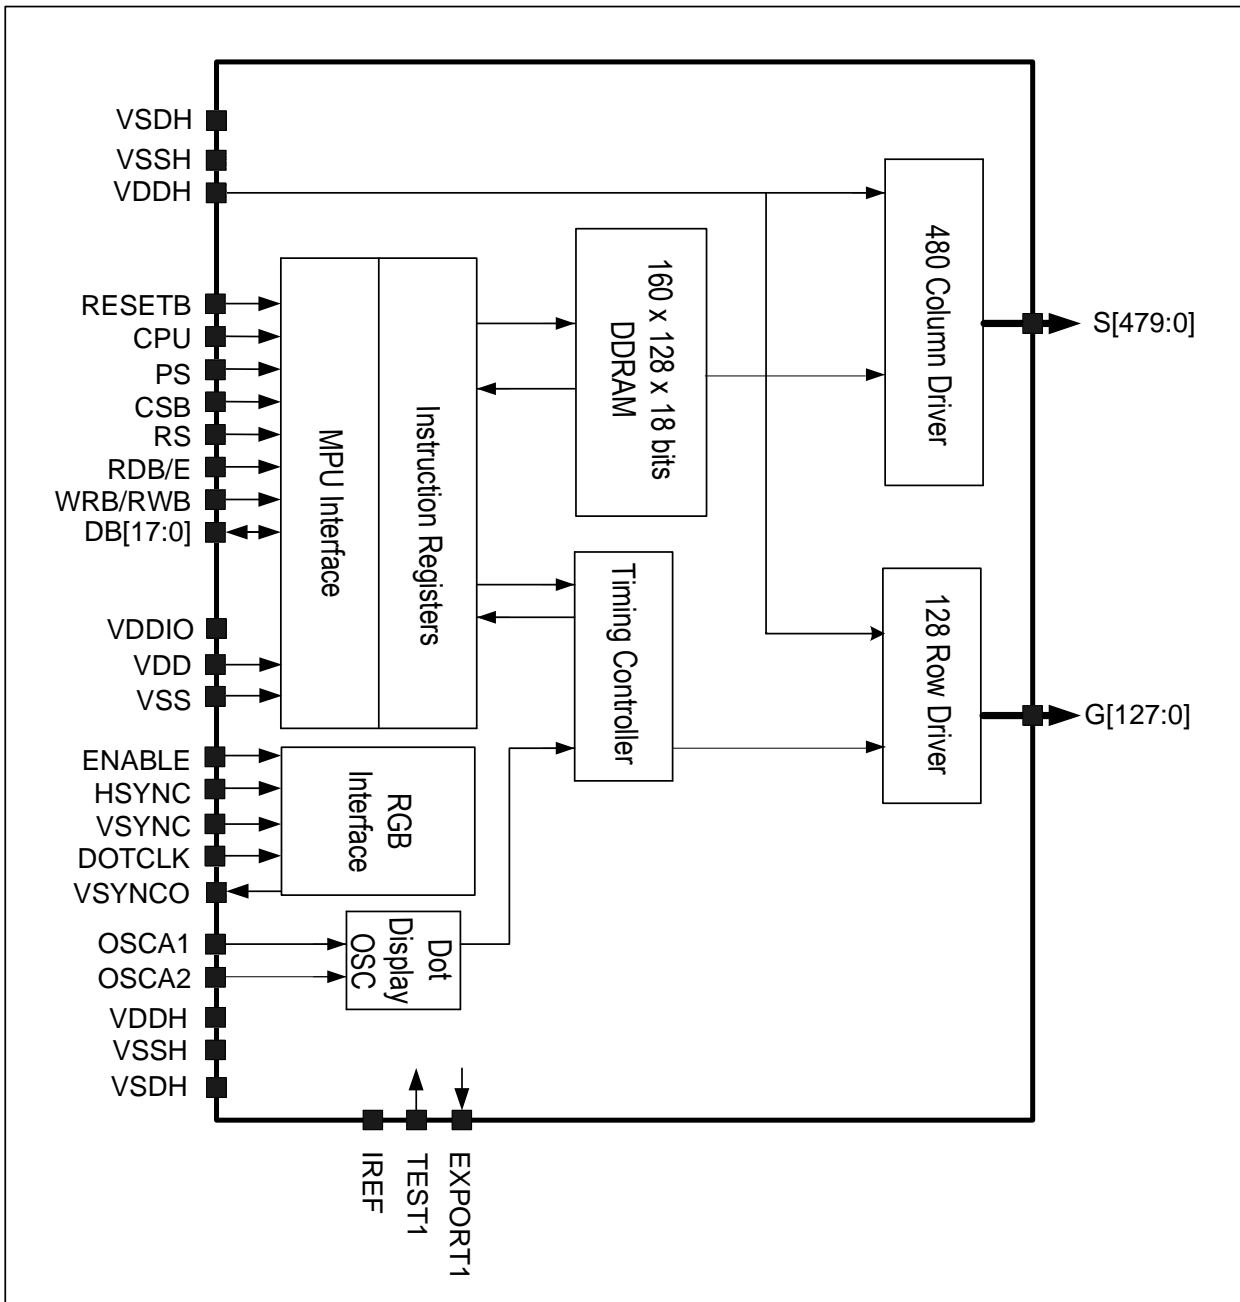 VSDH
VSSH
VDDH
RESETB
CPU
PS
CSB
RS
RDB/E
WRB/RWB
DB[17:0]
VDDIO
VDD
VSS
ENABLE
HSYNC
VSYNC
DOTCLK
VSYNCO
OSCA1
OSCA2
VDDH
VSSH
VSDH
MPU Interface
Instruction Registers
RGB
Interface
Dot
Display
OSC
160 x 128 x 18 bits
DDRAM
Timing Controller
480 Column Driver
128 Row Driver
S[479:0]
G[127:0]
IREF
TEST1
EXPORT1